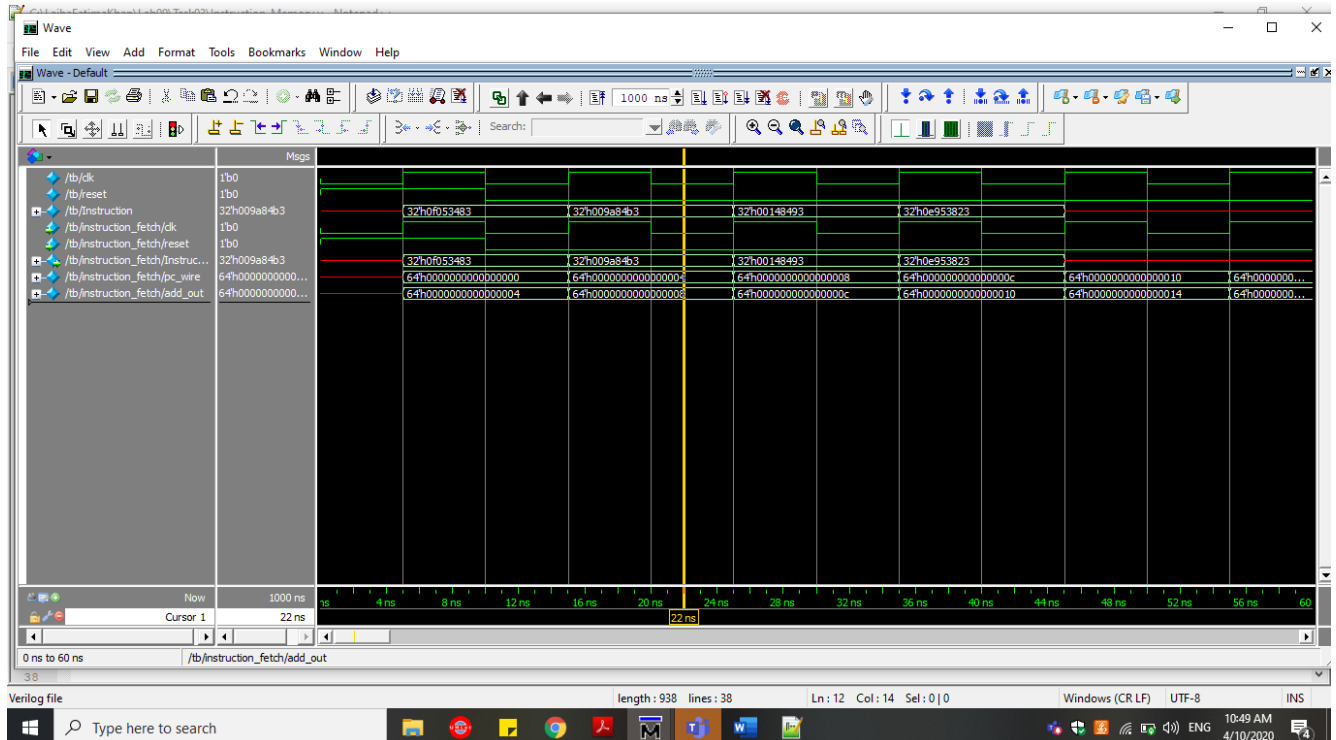 Wave
File Edit View Add Format Tools Bookmarks Window Help
Wave - Default
1000 ns
Search:
Msgs
/tb/clk 1'b0
/tb/reset 1'b0
/tb/Instruction 32'h009a84b3 32'h0f053483 32'h009a84b3 32'h00148493 32'h0e953823
/tb/instruction_fetch/clk 1'b0
/tb/instruction_fetch/reset 1'b0
/tb/instruction_fetch/Instruc... 32'h009a84b3 32'h0f053483 32'h009a84b3 32'h00148493 32'h0e953823
/tb/instruction_fetch/pc_wire 64'h0000000000... 64'h0000000000000000 64'h0000000000000004 64'h0000000000000008 64'h000000000000000c 64'h0000000000000010 64'h0000000...
/tb/instruction_fetch/add_out 64'h0000000000... 64'h0000000000000004 64'h0000000000000008 64'h000000000000000c 64'h0000000000000010 64'h0000000000000014 64'h0000000...
Now 1000 ns ns 4 ns 8 ns 12 ns 16 ns 20 ns 24 ns 28 ns 32 ns 36 ns 40 ns 44 ns 48 ns 52 ns 56 ns 60
Cursor 1 22 ns 22 ns
0 ns to 60 ns /tb/instruction_fetch/add_out
38
Verilog file length : 938 lines : 38 Ln : 12 Col : 14 Sel : 0 | 0 Windows (CR LF) UTF-8 INS
Type here to search ENG 10:49 AM
4/10/2020